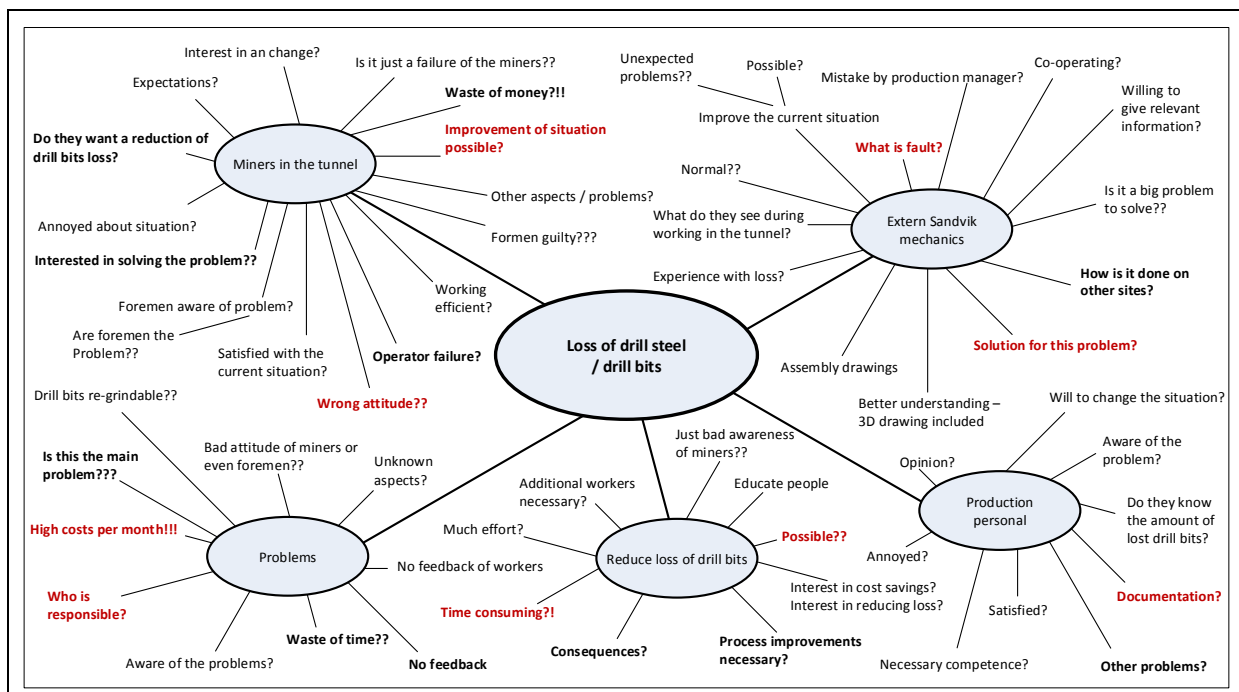 Interest in an change?
Is it just a failure of the miners??
Expectations?
Waste of money?!!
Do they want a reduction of
drill bits loss?
Miners in the tunnel
Improvement of situation
possible?
Other aspects / problems?
Annoyed about situation?
Formen guilty???
Interested in solving the problem??
Working
efficient?
Foremen aware of problem?
Are foremen the
Problem??
Satisfied with the
current situation?
Operator failure?
Wrong attitude??
Unexpected
problems??
Possible?
Improve the current situation
Mistake by production manager?
Co-operating?
Willing to
give relevant
information?
What is fault?
Normal??
Is it a big problem
to solve??
What do they see during
working in the tunnel?
Extern Sandvik
mechanics
Experience with loss?
How is it done on
other sites?
Solution for this problem?
Assembly drawings
Better understanding –
3D drawing included
Loss of drill steel
/ drill bits
Drill bits re-grindable??
Bad attitude of miners or
even foremen??
Unknown
aspects?
Is this the main
problem???
High costs per month!!!
Problems
No feedback of workers
Who is
responsible?
Waste of time??
Aware of the problems?
No feedback
Just bad awareness
of miners??
Additional workers
necessary?
Educate people
Much effort?
Possible??
Reduce loss of drill bits
Time consuming?!
Interest in cost savings?
Interest in reducing loss?
Consequences?
Process improvements
necessary?
Will to change the situation?
Opinion?
Aware of the
problem?
Production
personal
Do they know
the amount of
lost drill bits?
Annoyed?
Satisfied?
Documentation?
Necessary competence?
Other problems?